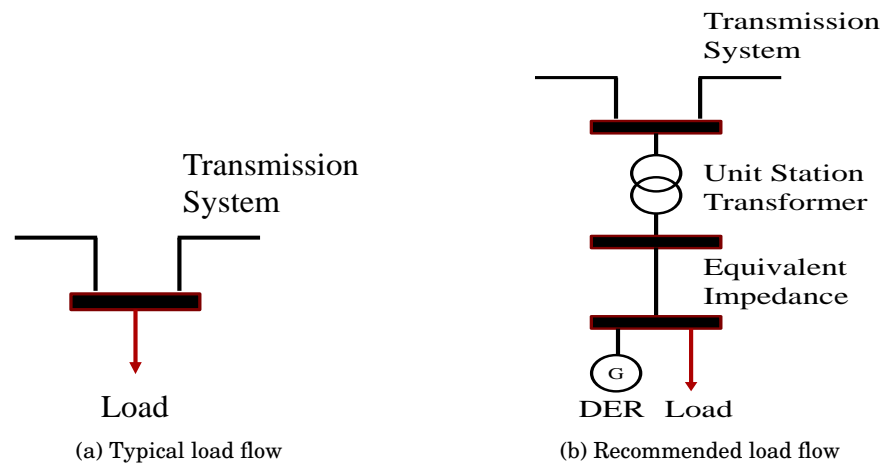 Transmission
System
Load
(a) Typical load flow
Transmission
System
Unit Station
Transformer
Equivalent
Impedance
G
DER Load
(b) Recommended load flow